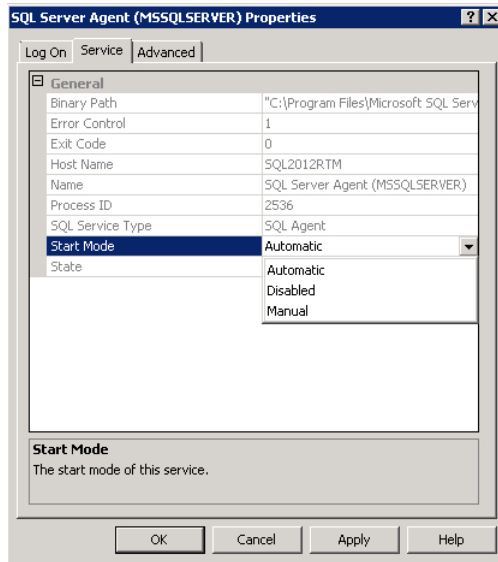 SQL Server Agent (MSSQLSERVER) Properties
Log On Service Advanced
General
Binary Path "C:\Program Files\Microsoft SQL Serv
Error Control 1
Exit Code 0
Host Name SQL2012RTM
Name SQL Server Agent (MSSQLSERVER)
Process ID 2536
SQL Service Type SQL Agent
Start Mode Automatic
State
Automatic
Disabled
Manual
Start Mode
The start mode of this service.
OK Cancel Apply Help